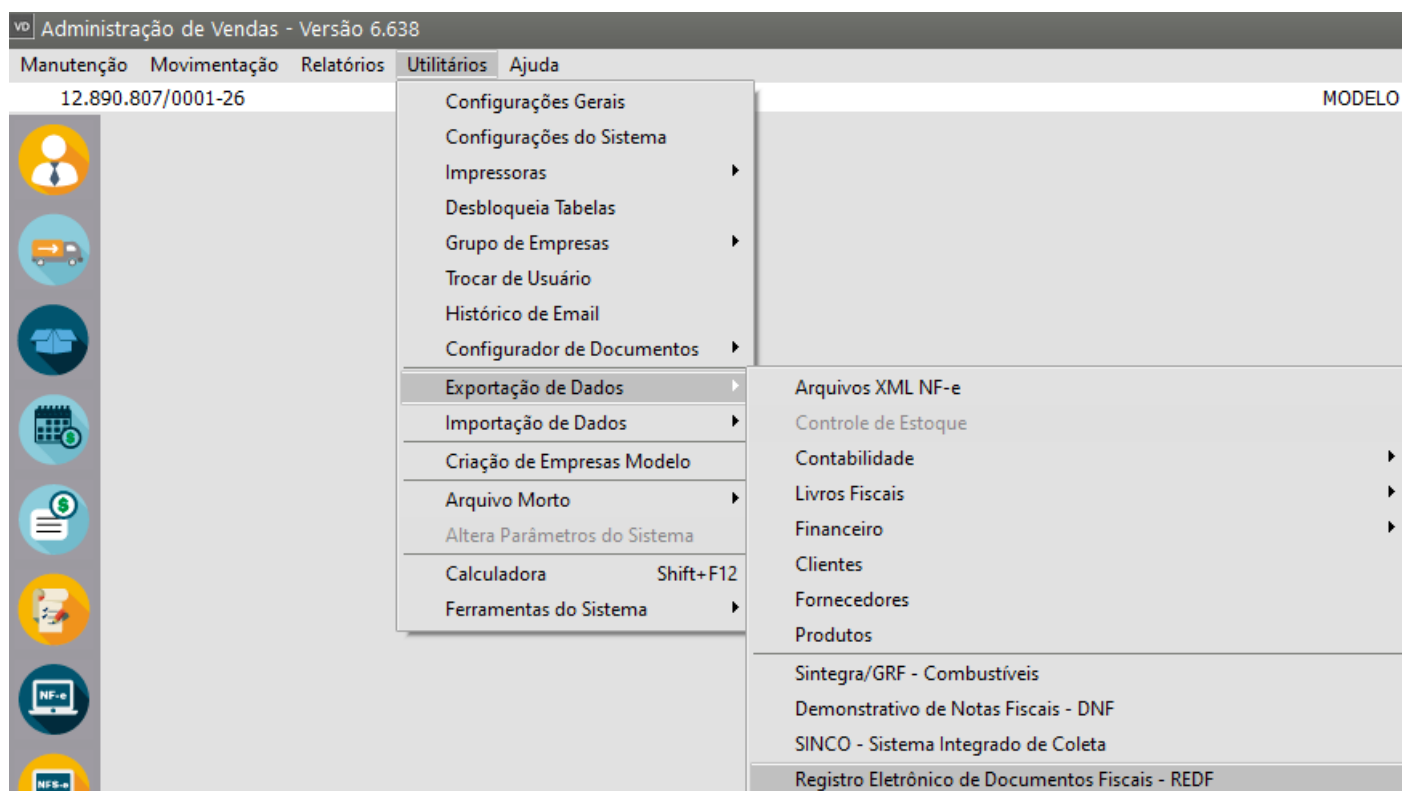 VD Administração de Vendas - Versão 6.638
Manutenção Movimentação Relatórios Utilitários Ajuda
12.890.807/0001-26 MODELO
Configurações Gerais
Configurações do Sistema
Impressoras
Desbloqueia Tabelas
Grupo de Empresas
Trocar de Usuário
Histórico de Email
Configurador de Documentos
Exportação de Dados
Importação de Dados
Criação de Empresas Modelo
Arquivo Morto
Altera Parâmetros do Sistema
Calculadora Shift+F12
Ferramentas do Sistema
Arquivos XML NF-e
Controle de Estoque
Contabilidade
Livros Fiscais
Financeiro
Clientes
Fornecedores
Produtos
Sintegra/GRF - Combustíveis
Demonstrativo de Notas Fiscais - DNF
SINCO - Sistema Integrado de Coleta
Registro Eletrônico de Documentos Fiscais - REDF
$
$
NF-e
NFS-e